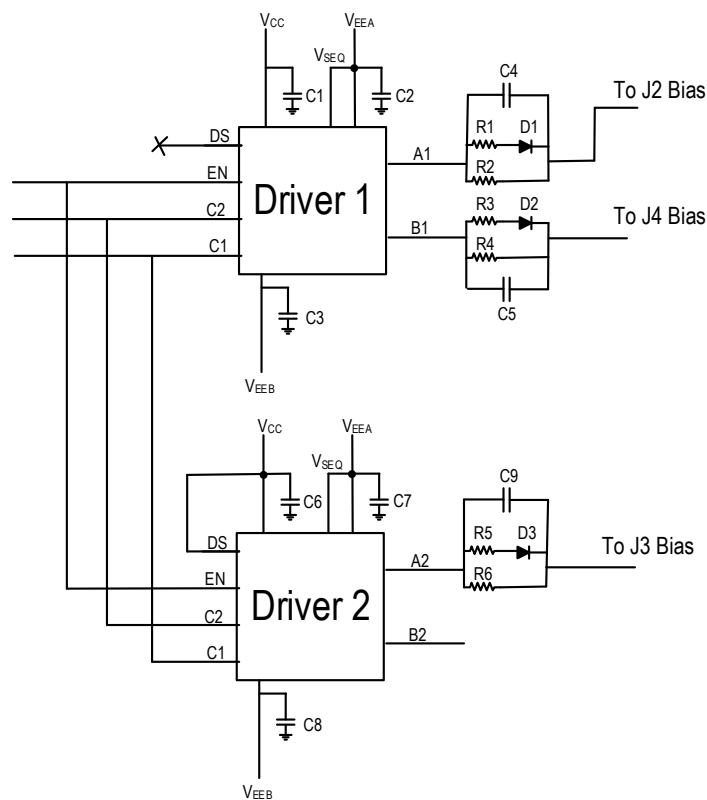 VCC
VEEA
VSEQ
C1
C2
C4
To J2 Bias
DS
R1
D1
A1
EN
R2
Driver 1
C2
R3
D2
To J4 Bias
B1
C1
R4
C3
C5
VEEB
VCC
VEEA
VSEQ
C6
C7
C9
DS
R5
D3
To J3 Bias
A2
EN
R6
Driver 2
C2
B2
C1
C8
VEEB